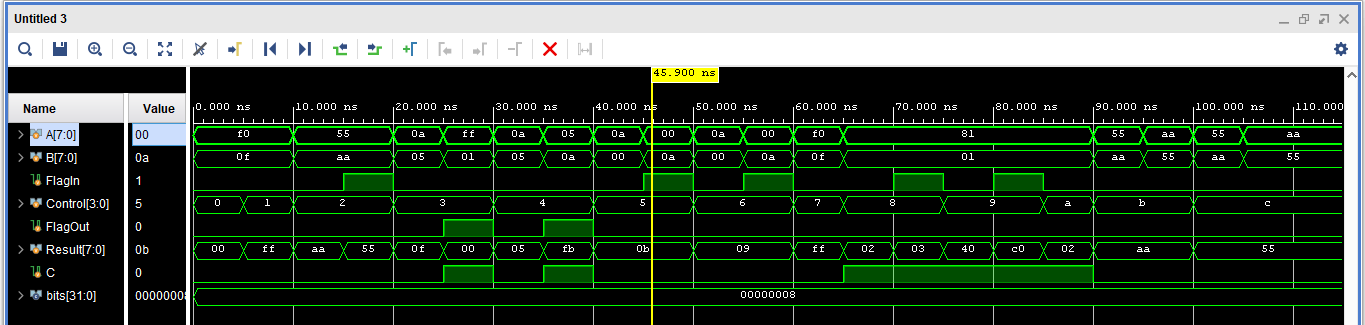 Untitled 3
45.900 ns
Name Value 0.000 ns 10.000 ns 20.000 ns 30.000 ns 40.000 ns 50.000 ns 60.000 ns 70.000 ns 80.000 ns 90.000 ns 100.000 ns 110.000
A[7:0] 00 f0 55 0a ff 0a 05 0a 00 0a 00 f0 81 55 aa 55 aa
B[7:0] 0a 0f aa 05 01 05 0a 00 0a 00 0a 0f 01 aa 55 aa 55
FlagIn 1
Control[3:0] 5 0 1 2 3 4 5 6 7 8 9 a b c
FlagOut 0
Result[7:0] 0b 00 ff aa 55 0f 00 05 fb 0b 09 ff 02 03 40 c0 02 aa 55
C 0
bits[31:0] 00000008 00000008